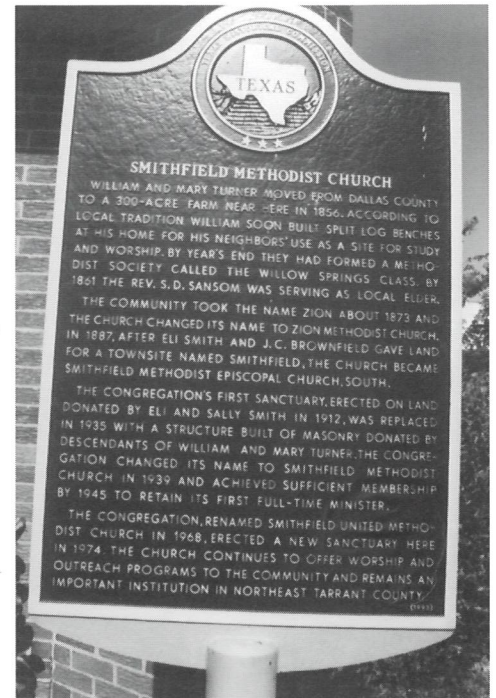 TEXAS
SMITHFIELD METHODIST CHURCH
WILLIAM AND MARY TURNER MOVED FROM DALLAS COUNTY
TO A 300-ACRE FARM NEAR HERE IN 1856. ACCORDING TO
LOCAL TRADITION WILLIAM SOON BUILT SPLIT LOG BENCHES
AT HIS HOME FOR HIS NEIGHBORS' USE AS A SITE FOR STUDY
AND WORSHIP. BY YEAR'S END THEY HAD FORMED A METHO-
DIST SOCIETY CALLED THE WILLOW SPRINGS CLASS. BY
1861 THE REV. S.D. SANSOM WAS SERVING AS LOCAL ELDER.
THE COMMUNITY TOOK THE NAME ZION ABOUT 1873 AND
THE CHURCH CHANGED ITS NAME TO ZION METHODIST CHURCH.
IN 1887, AFTER ELI SMITH AND J.C. BROWNFIELD GAVE LAND
FOR A TOWNSITE NAMED SMITHFIELD, THE CHURCH BECAME
SMITHFIELD METHODIST EPISCOPAL CHURCH, SOUTH.
THE CONGREGATION'S FIRST SANCTUARY, ERECTED ON LAND
DONATED BY ELI AND SALLY SMITH IN 1912, WAS REPLACED
IN 1935 WITH A STRUCTURE BUILT OF MASONRY DONATED BY
DESCENDANTS OF WILLIAM AND MARY TURNER. THE CONGRE-
GATION CHANGED ITS NAME TO SMITHFIELD METHODIST
CHURCH IN 1939 AND ACHIEVED SUFFICIENT MEMBERSHIP
BY 1945 TO RETAIN ITS FIRST FULL-TIME MINISTER.
THE CONGREGATION, RENAMED SMITHFIELD UNITED METHO-
DIST CHURCH IN 1968, ERECTED A NEW SANCTUARY HERE
IN 1974. THE CHURCH CONTINUES TO OFFER WORSHIP AND
OUTREACH PROGRAMS TO THE COMMUNITY AND REMAINS AN
IMPORTANT INSTITUTION IN NORTHEAST TARRANT COUNTY.